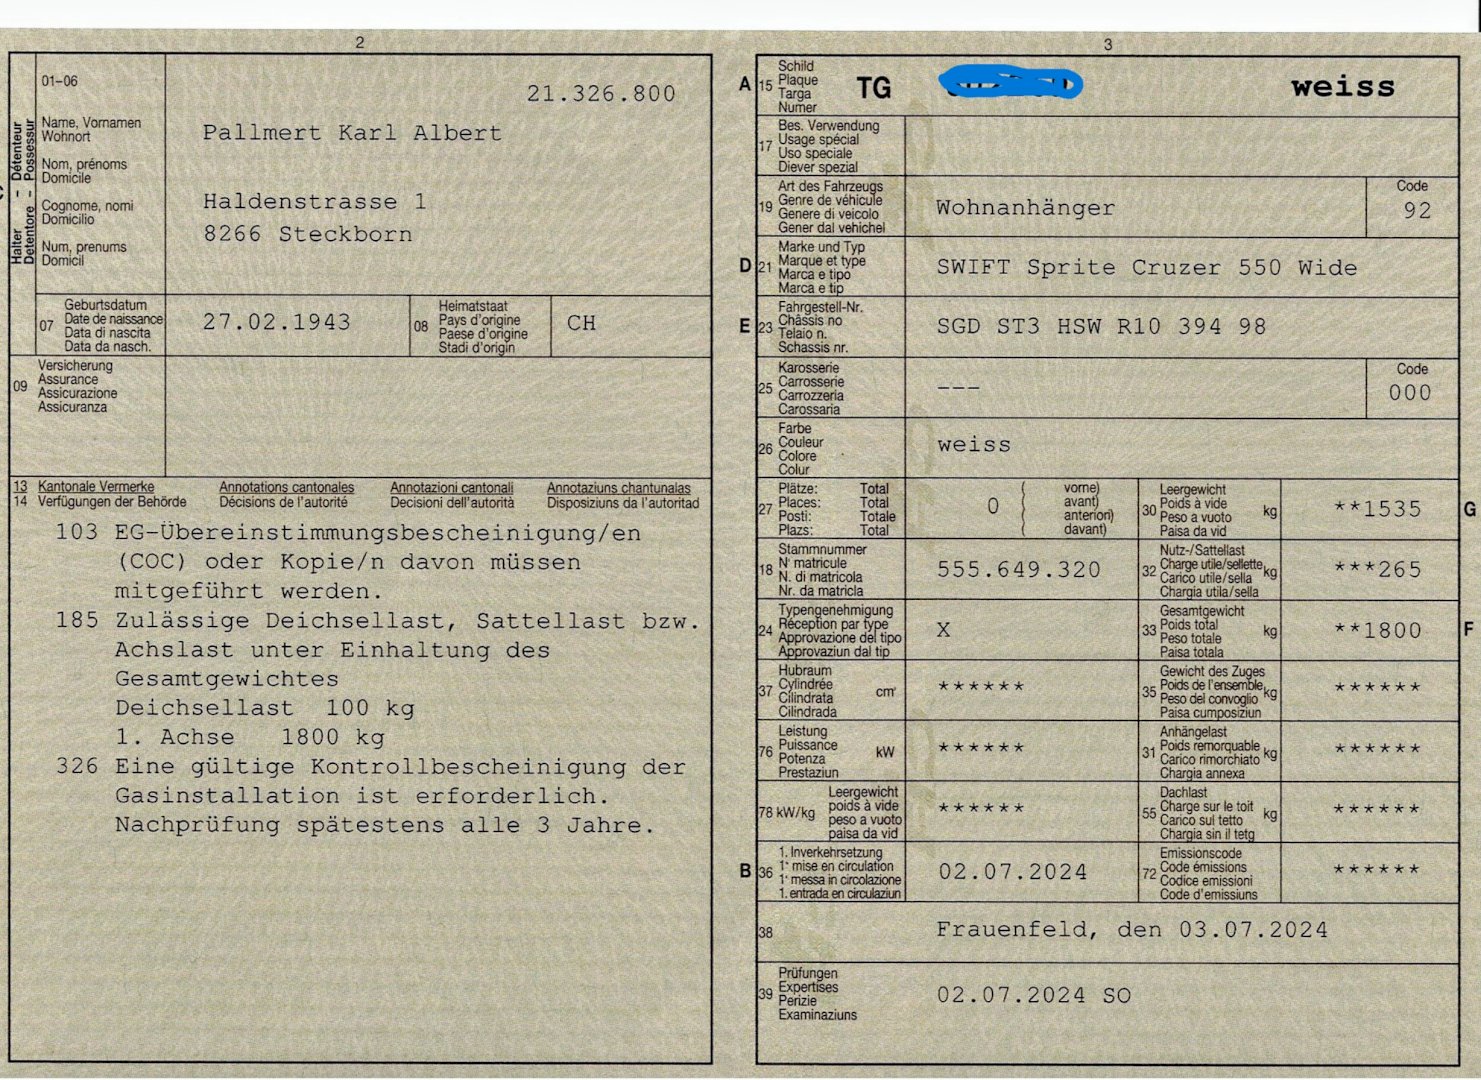 2
01–06
21.326.800
Halter – Détenteur
Detentore – Possessur
Name, Vornamen
Wohnort
Nom, prénoms
Domicile
Cognome, nomi
Domicilio
Num, prenums
Domicil
Pallmert Karl Albert
Haldenstrasse 1
8266 Steckborn
07
Geburtsdatum
Date de naissance
Data di nascita
Data da nasch.
27.02.1943
08
Heimatstaat
Pays d'origine
Paese d'origine
Stadi d'origin
CH
09
Versicherung
Assurance
Assicurazione
Assicuranza
13 Kantonale Vermerke Annotations cantonales Annotazioni cantonali Annotaziuns chantunalas
14 Verfügungen der Behörde Décisions de l'autorité Decisioni dell'autorità Disposiziuns da l'autoritad
103 EG-Übereinstimmungsbescheinigung/en
(COC) oder Kopie/n davon müssen
mitgeführt werden.
185 Zulässige Deichsellast, Sattellast bzw.
Achslast unter Einhaltung des
Gesamtgewichtes
Deichsellast 100 kg
1. Achse 1800 kg
326 Eine gültige Kontrollbescheinigung der
Gasinstallation ist erforderlich.
Nachprüfung spätestens alle 3 Jahre.
3
A 15
Schild
Plaque
Targa
Numer
TG
weiss
17
Bes. Verwendung
Usage spécial
Uso speciale
Diever spezial
19
Art des Fahrzeugs
Genre de véhicule
Genere di veicolo
Gener dal vehichel
Wohnanhänger
Code
92
D 21
Marke und Typ
Marque et type
Marca e tipo
Marca e tip
SWIFT Sprite Cruzer 550 Wide
E 23
Fahrgestell-Nr.
Châssis no
Telaio n.
Schassis nr.
SGD ST3 HSW R10 394 98
25
Karosserie
Carrosserie
Carrozzeria
Carossaria
---
Code
000
26
Farbe
Couleur
Colore
Colur
weiss
27
Plätze: Total
Places: Total
Posti: Totale
Plazs: Total
0
( vorne)
( avant)
( anteriori)
( davant)
30
Leergewicht
Poids à vide
Peso a vuoto
Paisa da vid
kg
**1535
G
18
Stammnummer
N° matricule
N. di matricola
Nr. da matricla
555.649.320
32
Nutz-/Sattellast
Charge utile/sellette
Carico utile/sella
Chargia utila/sella
kg
***265
24
Typengenehmigung
Réception par type
Approvazione del tipo
Approvaziun dal tip
X
33
Gesamtgewicht
Poids total
Peso totale
Paisa totala
kg
**1800
F
37
Hubraum
Cylindrée
Cilindrata
Cilindrada
cm³
******
35
Gewicht des Zuges
Poids de l'ensemble
Peso del convoglio
Paisa cumposiziun
kg
******
76
Leistung
Puissance
Potenza
Prestaziun
kW
******
31
Anhängelast
Poids remorquable
Carico rimorchiato
Chargia annexa
kg
******
78 kW/kg
Leergewicht
poids à vide
peso a vuoto
paisa da vid
******
55
Dachlast
Charge sur le toit
Carico sul tetto
Chargia sin il tetg
kg
******
B 36
1. Inverkehrsetzung
1° mise en circulation
1° messa in circolazione
1. entrada en circulaziun
02.07.2024
72
Emissionscode
Code émissions
Codice emissioni
Code d'emissiuns
******
38
Frauenfeld, den 03.07.2024
39
Prüfungen
Expertises
Perizie
Examinaziuns
02.07.2024 SO